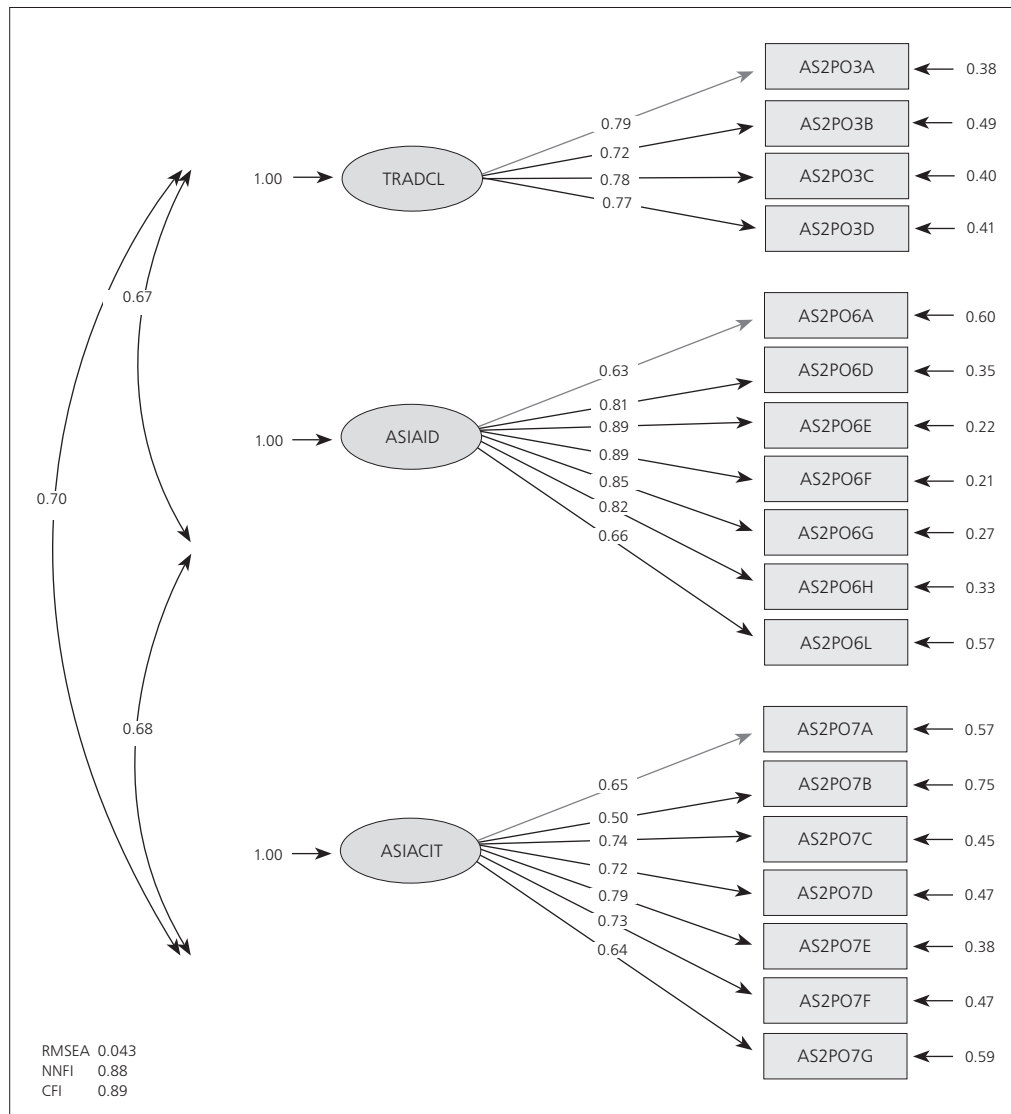 AS2PO3A 0.38
0.79
AS2PO3B 0.49
0.72
1.00 TRADCL
0.78
AS2PO3C 0.40
0.77
AS2PO3D 0.41
0.67
AS2PO6A 0.60
0.63
AS2PO6D 0.35
0.81
AS2PO6E 0.22
0.89
1.00 ASIAID
0.89
AS2PO6F 0.21
0.85
0.70
0.82
AS2PO6G 0.27
0.66
AS2PO6H 0.33
AS2PO6L 0.57
0.68
AS2PO7A 0.57
0.65
AS2PO7B 0.75
0.50
0.74
AS2PO7C 0.45
1.00 ASIACIT
0.72
AS2PO7D 0.47
0.79
0.73
AS2PO7E 0.38
0.64
AS2PO7F 0.47
AS2PO7G 0.59
RMSEA 0.043
NNFI 0.88
CFI 0.89